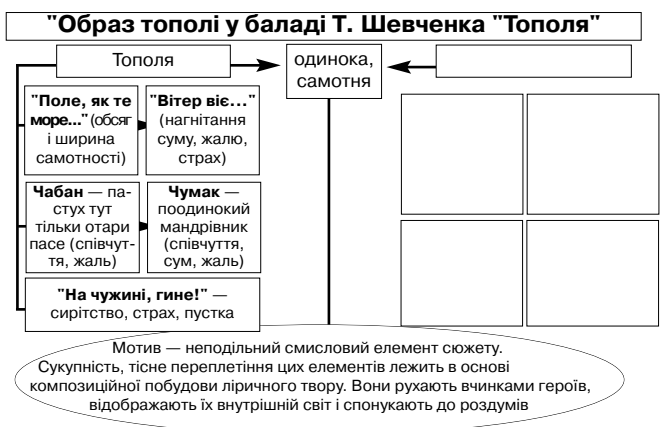 "Образ тополі у баладі Т. Шевченка "Тополя"
Тополя
одинока,
самотня
"Поле, як те
море..." (обсяг
і ширина
самотності)
"Вітер віє..."
(нагнітання
суму, жалю,
страх)
Чабан — па-
стух тут
тільки отари
пасе (співчут-
тя, жаль)
Чумак —
поодинокий
мандрівник
(співчуття,
сум, жаль)
"На чужині, гине!" —
сирітство, страх, пустка
Мотив — неподільний смисловий елемент сюжету.
Сукупність, тісне переплетіння цих елементів лежить в основі
композиційної побудови ліричного твору. Вони рухають вчинками героїв,
відображають їх внутрішній світ і спонукають до роздумів